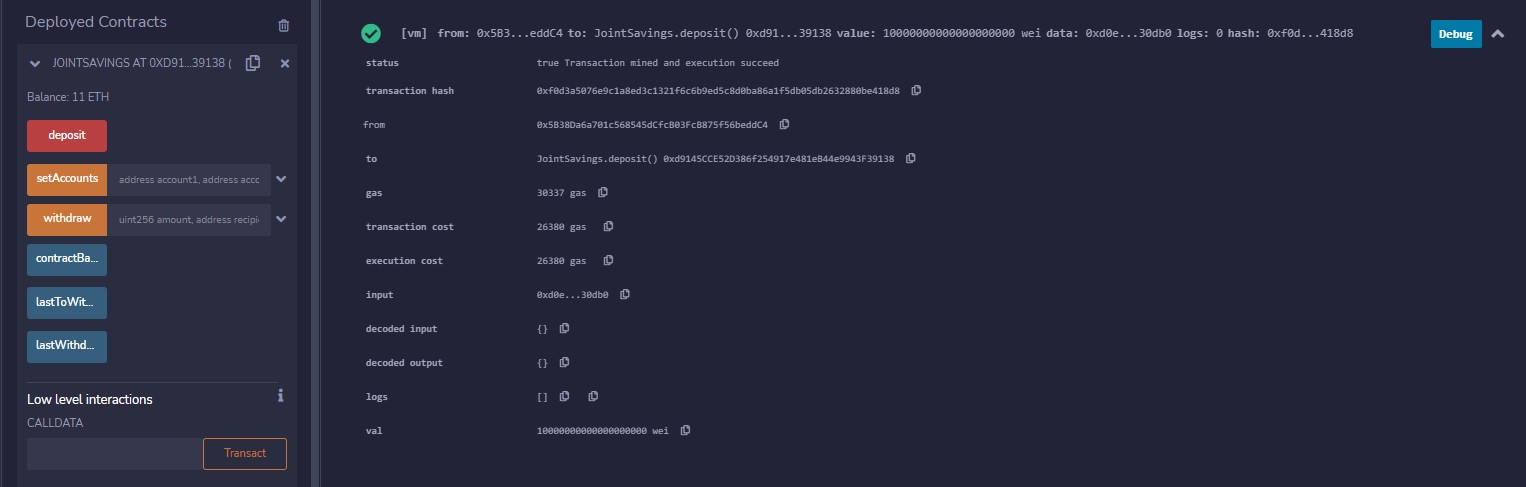 Deployed Contracts
JOINTSAVINGS AT 0XD91...39138 (
Balance: 11 ETH
deposit
setAccounts address account1, address acco
withdraw uint256 amount, address recipi
contractBa...
lastToWit...
lastWithd...
Low level interactions
i
CALLDATA
Transact
[vm] from: 0x5B3...eddC4 to: JointSavings.deposit() 0xd91...39138 value: 10000000000000000000 wei data: 0xd0e...30db0 logs: 0 hash: 0xf0d...418d8
Debug
status true Transaction mined and execution succeed
transaction hash 0xf0d3a5076e9c1a8ed3c1321f6c6b9ed5c8d0ba86a1f5db05db2632880be418d8
from 0x5B38Da6a701c568545dCfcB03FcB875f56beddC4
to JointSavings.deposit() 0xd9145CCE52D386f254917e481eB44e9943F39138
gas 30337 gas
transaction cost 26380 gas
execution cost 26380 gas
input 0xd0e...30db0
decoded input {}
decoded output {}
logs []
val 10000000000000000000 wei